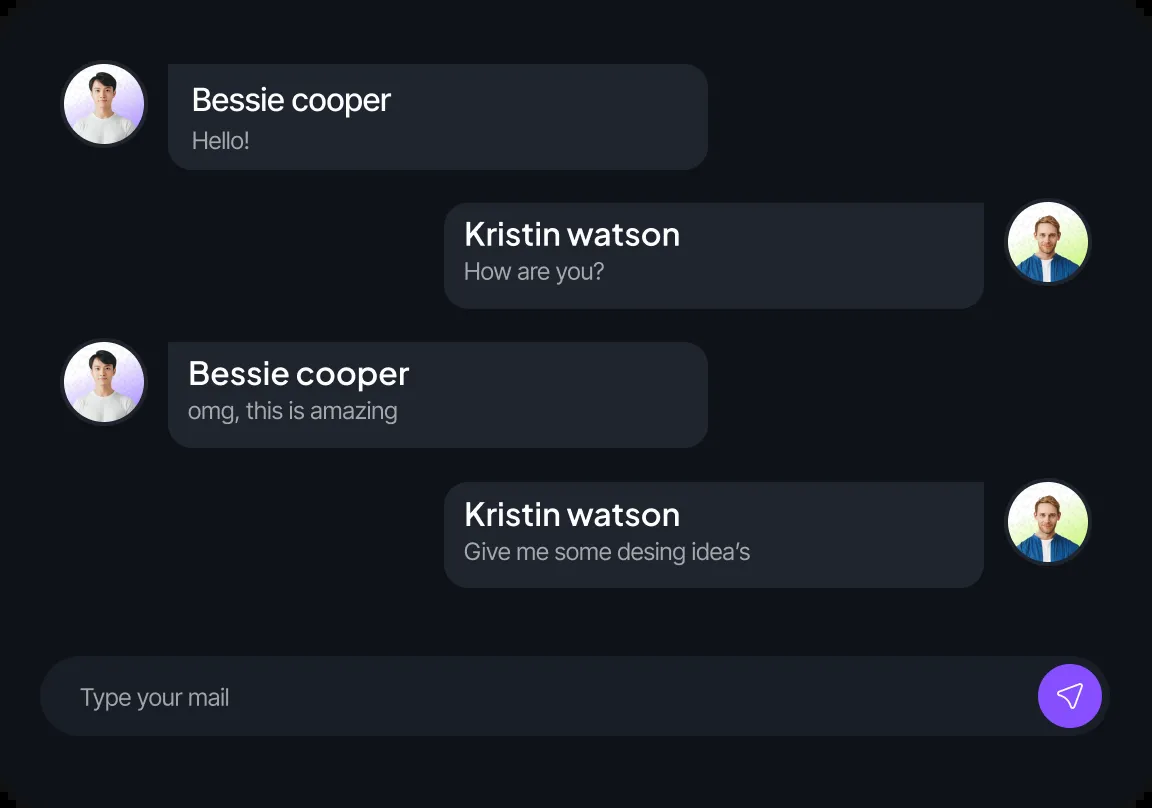 Bessie cooper
Hello!
Kristin watson
How are you?
Bessie cooper
omg, this is amazing
Kristin watson
Give me some desing idea’s
Type your mail